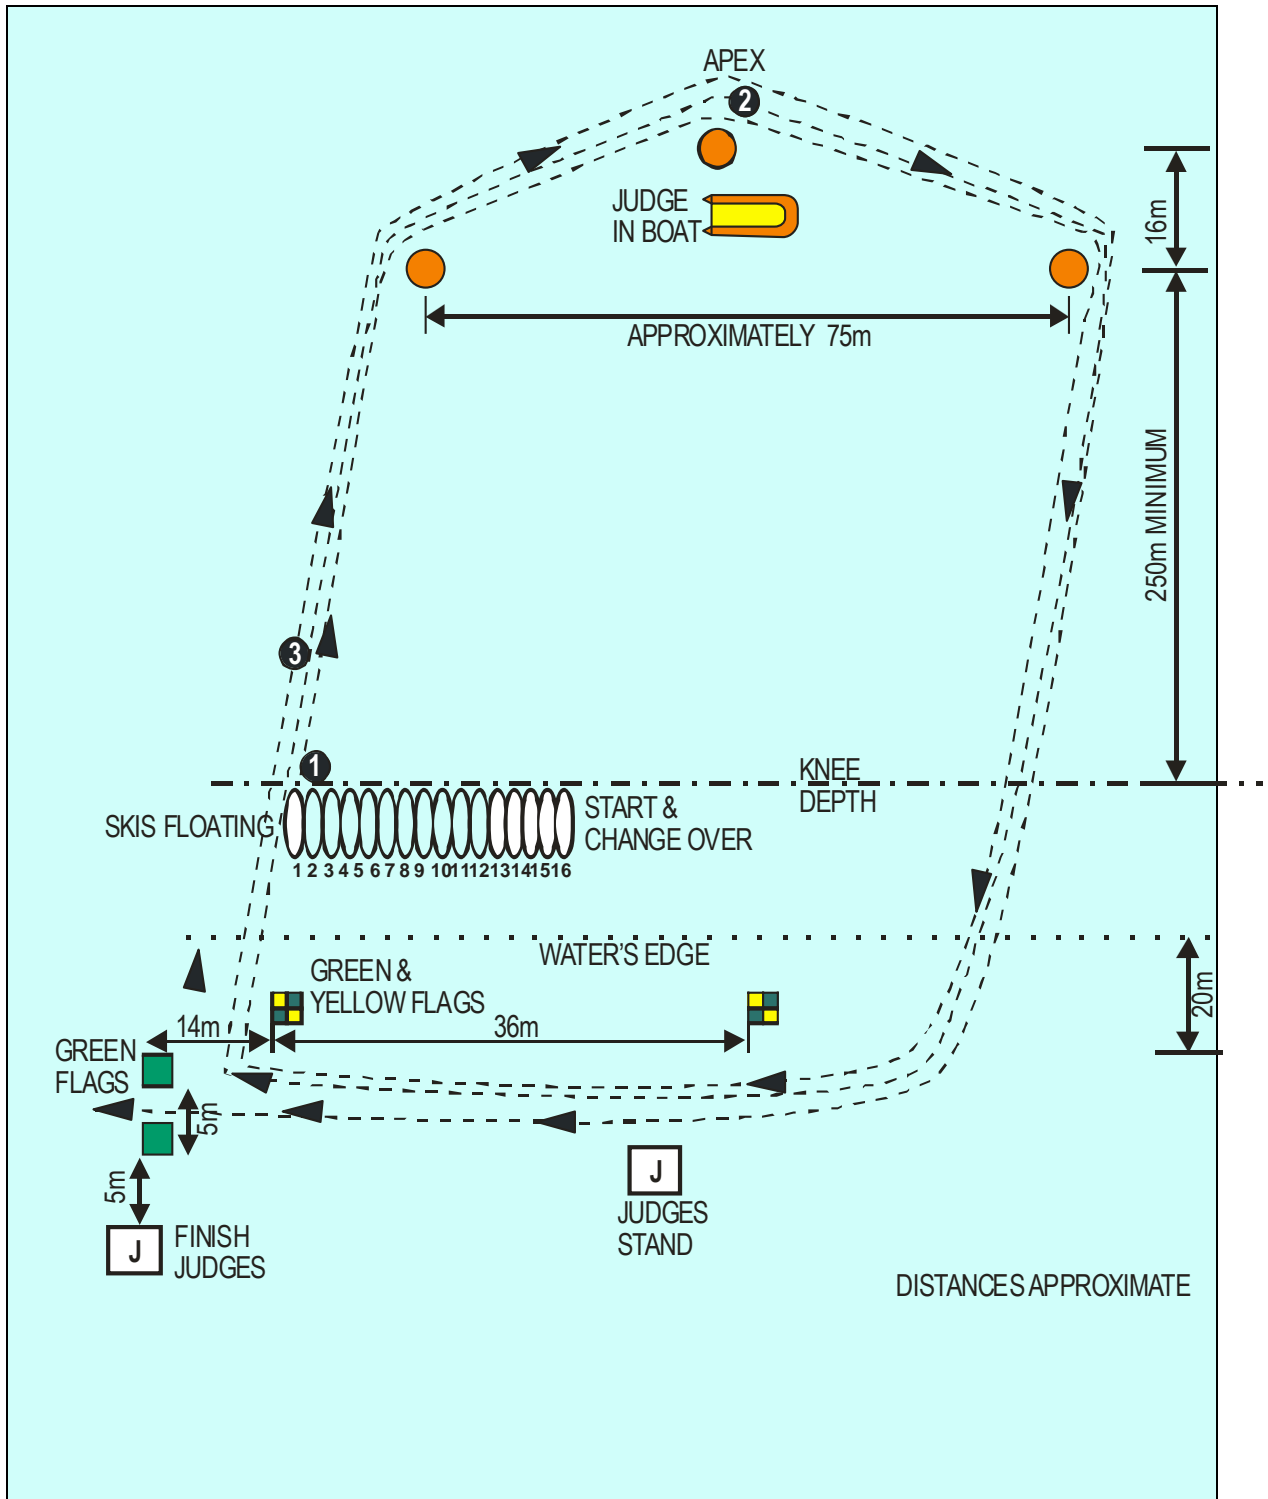 APEX
2
JUDGE
IN BOAT
16m
APPROXIMATELY 75m
250m MINIMUM
3
1
KNEE
DEPTH
SKIS FLOATING
START &
CHANGE OVER
1 2 3 4 5 6 7 8 9 10 11 12 13 14 15 16
WATER'S EDGE
GREEN &
YELLOW FLAGS
20m
14m
36m
GREEN
FLAGS
5m
5m
J
JUDGES
STAND
J
FINISH
JUDGES
DISTANCES APPROXIMATE